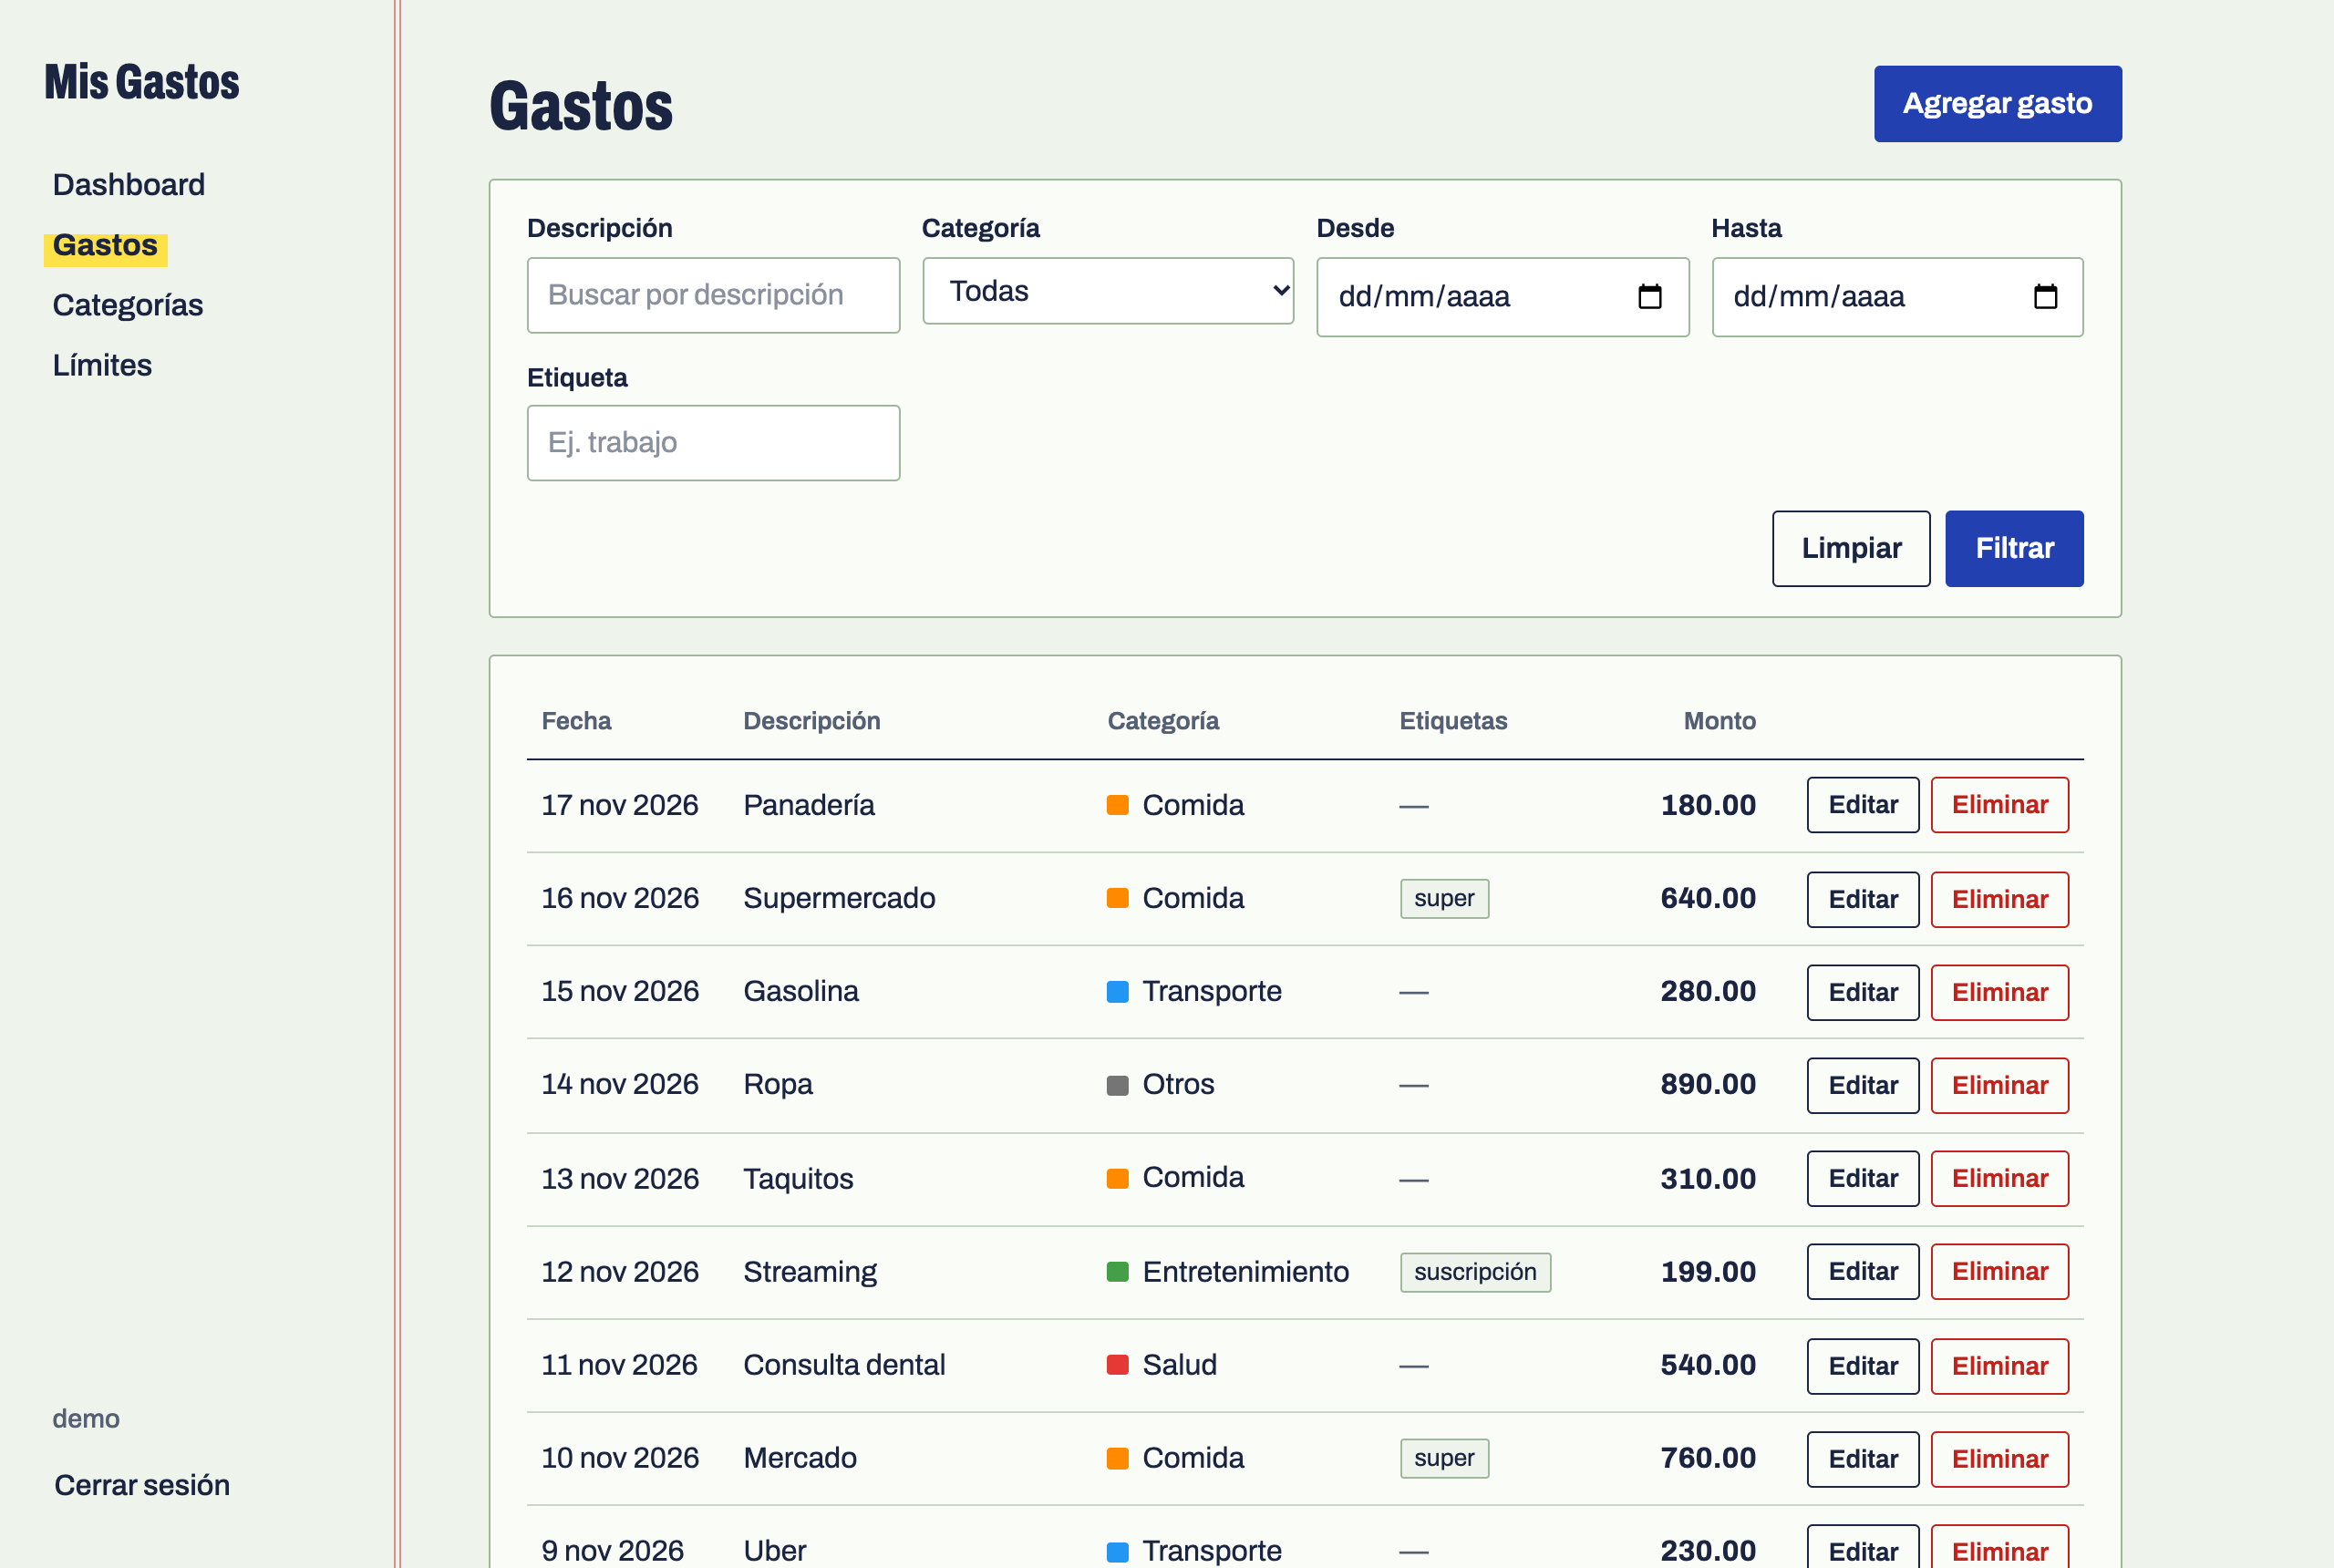 Mis Gastos
Dashboard
Gastos
Categorías
Límites
demo
Cerrar sesión
Gastos
Agregar gasto
Descripción Categoría Desde Hasta
Buscar por descripción Todas dd/mm/aaaa dd/mm/aaaa
Etiqueta
Ej. trabajo
Limpiar Filtrar
Fecha Descripción Categoría Etiquetas Monto
17 nov 2026 Panadería Comida — 180.00 Editar Eliminar
16 nov 2026 Supermercado Comida super 640.00 Editar Eliminar
15 nov 2026 Gasolina Transporte — 280.00 Editar Eliminar
14 nov 2026 Ropa Otros — 890.00 Editar Eliminar
13 nov 2026 Taquitos Comida — 310.00 Editar Eliminar
12 nov 2026 Streaming Entretenimiento suscripción 199.00 Editar Eliminar
11 nov 2026 Consulta dental Salud — 540.00 Editar Eliminar
10 nov 2026 Mercado Comida super 760.00 Editar Eliminar
9 nov 2026 Uber Transporte — 230.00 Editar Eliminar